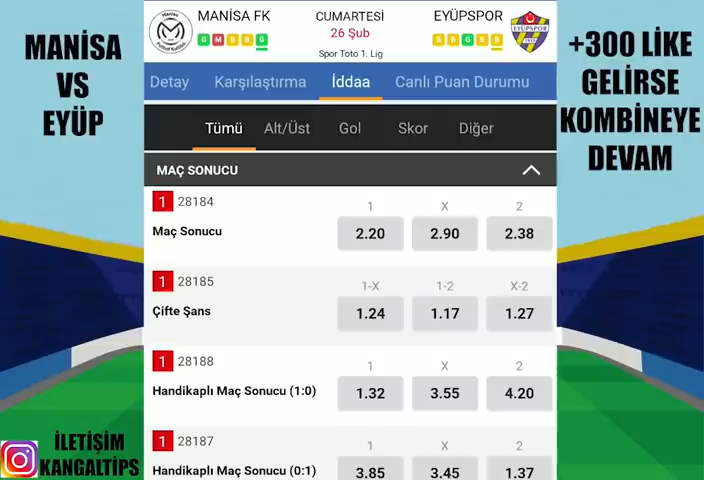 MANİSA
VS
EYÜP
MANİSA FK
G M B B G
CUMARTESİ
26 Şub
Spor Toto 1. Lig
EYÜPSPOR
B B G B B
EYÜPSPOR
+300 LİKE
GELİRSE
KOMBİNEYE
DEVAM
Detay Karşılaştırma İddaa Canlı Puan Durumu
Tümü Alt/Üst Gol Skor Diğer
MAÇ SONUCU
1 28184 1 X 2
Maç Sonucu 2.20 2.90 2.38
1 28185 1-X 1-2 X-2
Çifte Şans 1.24 1.17 1.27
1 28188 1 X 2
Handikaplı Maç Sonucu (1:0) 1.32 3.55 4.20
1 28187 1 X 2
Handikaplı Maç Sonucu (0:1) 3.85 3.45 1.37
İLETİŞİM
KANGALTİPS